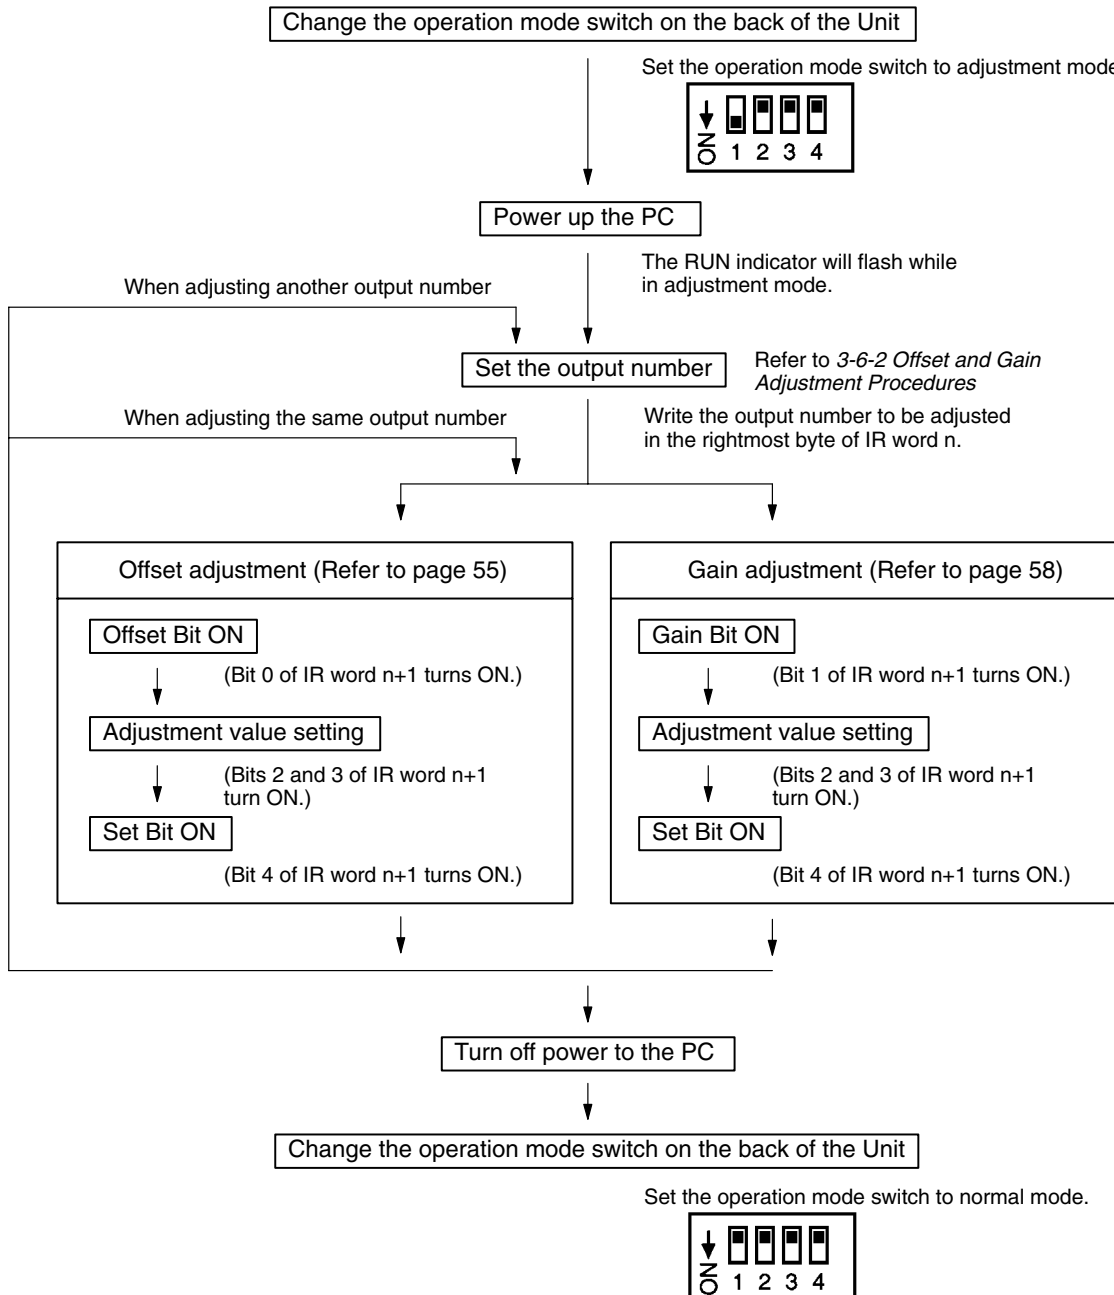 Change the operation mode switch on the back of the Unit
Set the operation mode switch to adjustment mode
ON 1 2 3 4
Power up the PC
The RUN indicator will flash while
in adjustment mode.
When adjusting another output number
Set the output number
Refer to 3-6-2 Offset and Gain
Adjustment Procedures
When adjusting the same output number
Write the output number to be adjusted
in the rightmost byte of IR word n.
Offset adjustment (Refer to page 55)
Offset Bit ON
(Bit 0 of IR word n+1 turns ON.)
Adjustment value setting
(Bits 2 and 3 of IR word n+1
turn ON.)
Set Bit ON
(Bit 4 of IR word n+1 turns ON.)
Gain adjustment (Refer to page 58)
Gain Bit ON
(Bit 1 of IR word n+1 turns ON.)
Adjustment value setting
(Bits 2 and 3 of IR word n+1
turn ON.)
Set Bit ON
(Bit 4 of IR word n+1 turns ON.)
Turn off power to the PC
Change the operation mode switch on the back of the Unit
Set the operation mode switch to normal mode.
ON 1 2 3 4